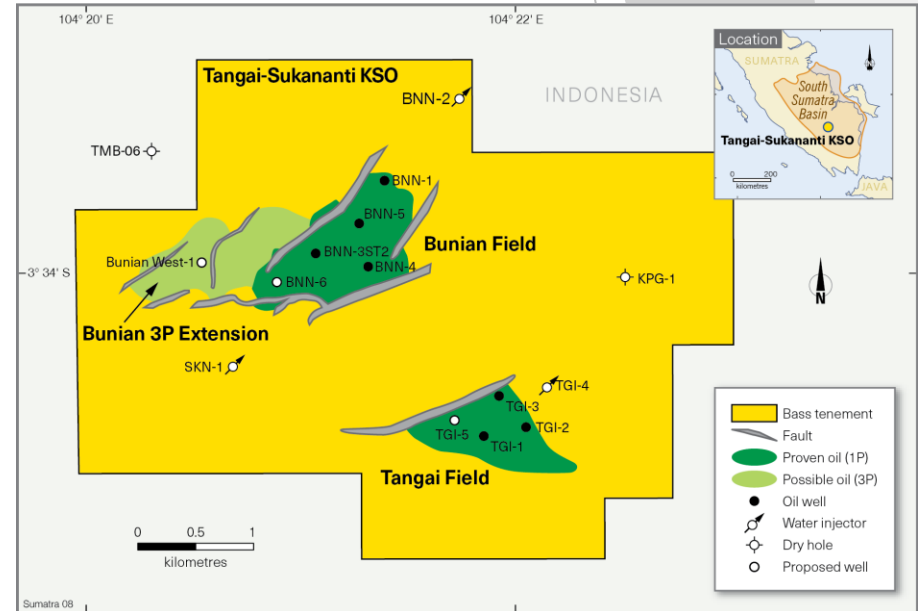 104° 20' E
104° 22' E
Tangai-Sukananti KSO
BNN-2
INDONESIA
Location
SUMATRA
South
Sumatra
Basin
Tangai-Sukananti KSO
0 200
kilometres
JAVA
TMB-06
BNN-1
BNN-5
Bunian Field
BNN-3ST2
BNN-4
Bunian West-1
BNN-6
3° 34' S
KPG-1
N
Bunian 3P Extension
SKN-1
TGI-4
TGI-3
TGI-5
TGI-2
TGI-1
Tangai Field
0 0.5 1
kilometres
Bass tenement
Fault
Proven oil (1P)
Possible oil (3P)
Oil well
Water injector
Dry hole
Proposed well
Sumatra 08